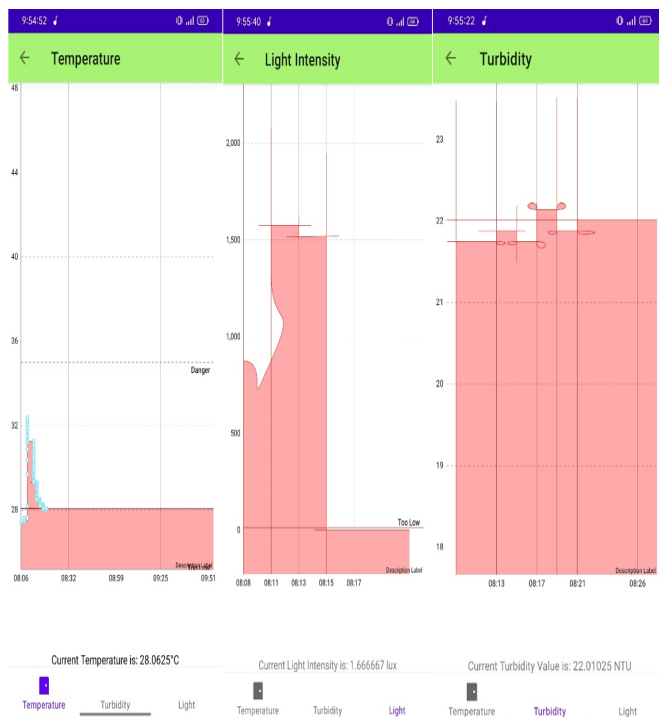 9:54:52
Temperature
48
44
40
36
Danger
32
28
Description Label
Too Low
08:06 08:32 08:59 09:25 09:51
Current Temperature is: 28.0625°C
Temperature Turbidity Light
9:55:40
Light Intensity
2,000
1,500
1,000
500
0
Too Low
Description Label
08:08 08:11 08:13 08:15 08:17
Current Light Intensity is: 1.666667 lux
Temperature Turbidity Light
9:55:22
Turbidity
23
22
21
20
19
18
Description Label
08:13 08:17 08:21 08:26
Current Turbidity Value is: 22.01025 NTU
Temperature Turbidity Light